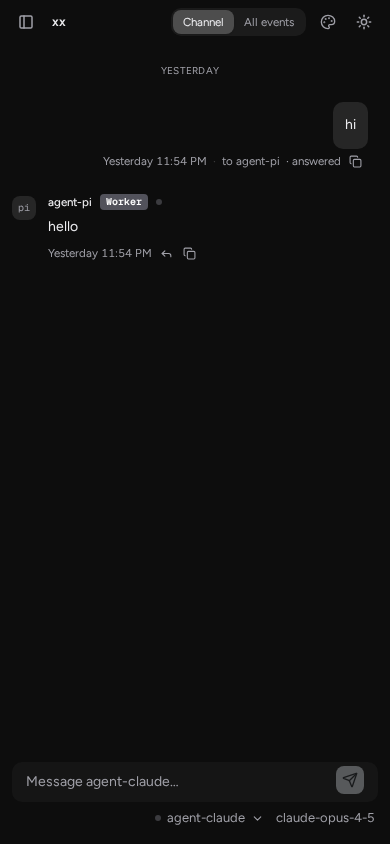 xx
Channel
All events
YESTERDAY
hi
Yesterday 11:54 PM · to agent-pi · answered
pi
agent-pi Worker
hello
Yesterday 11:54 PM
Message agent-claude...
agent-claude
claude-opus-4-5